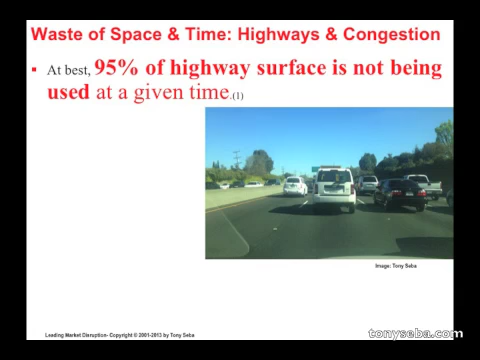 Waste of Space & Time: Highways & Congestion
▪ At best, 95% of highway surface is not being
used at a given time.(1)
Image: Tony Seba
Leading Market Disruption- Copyright © 2001-2013 by Tony Seba
tonyseba.com